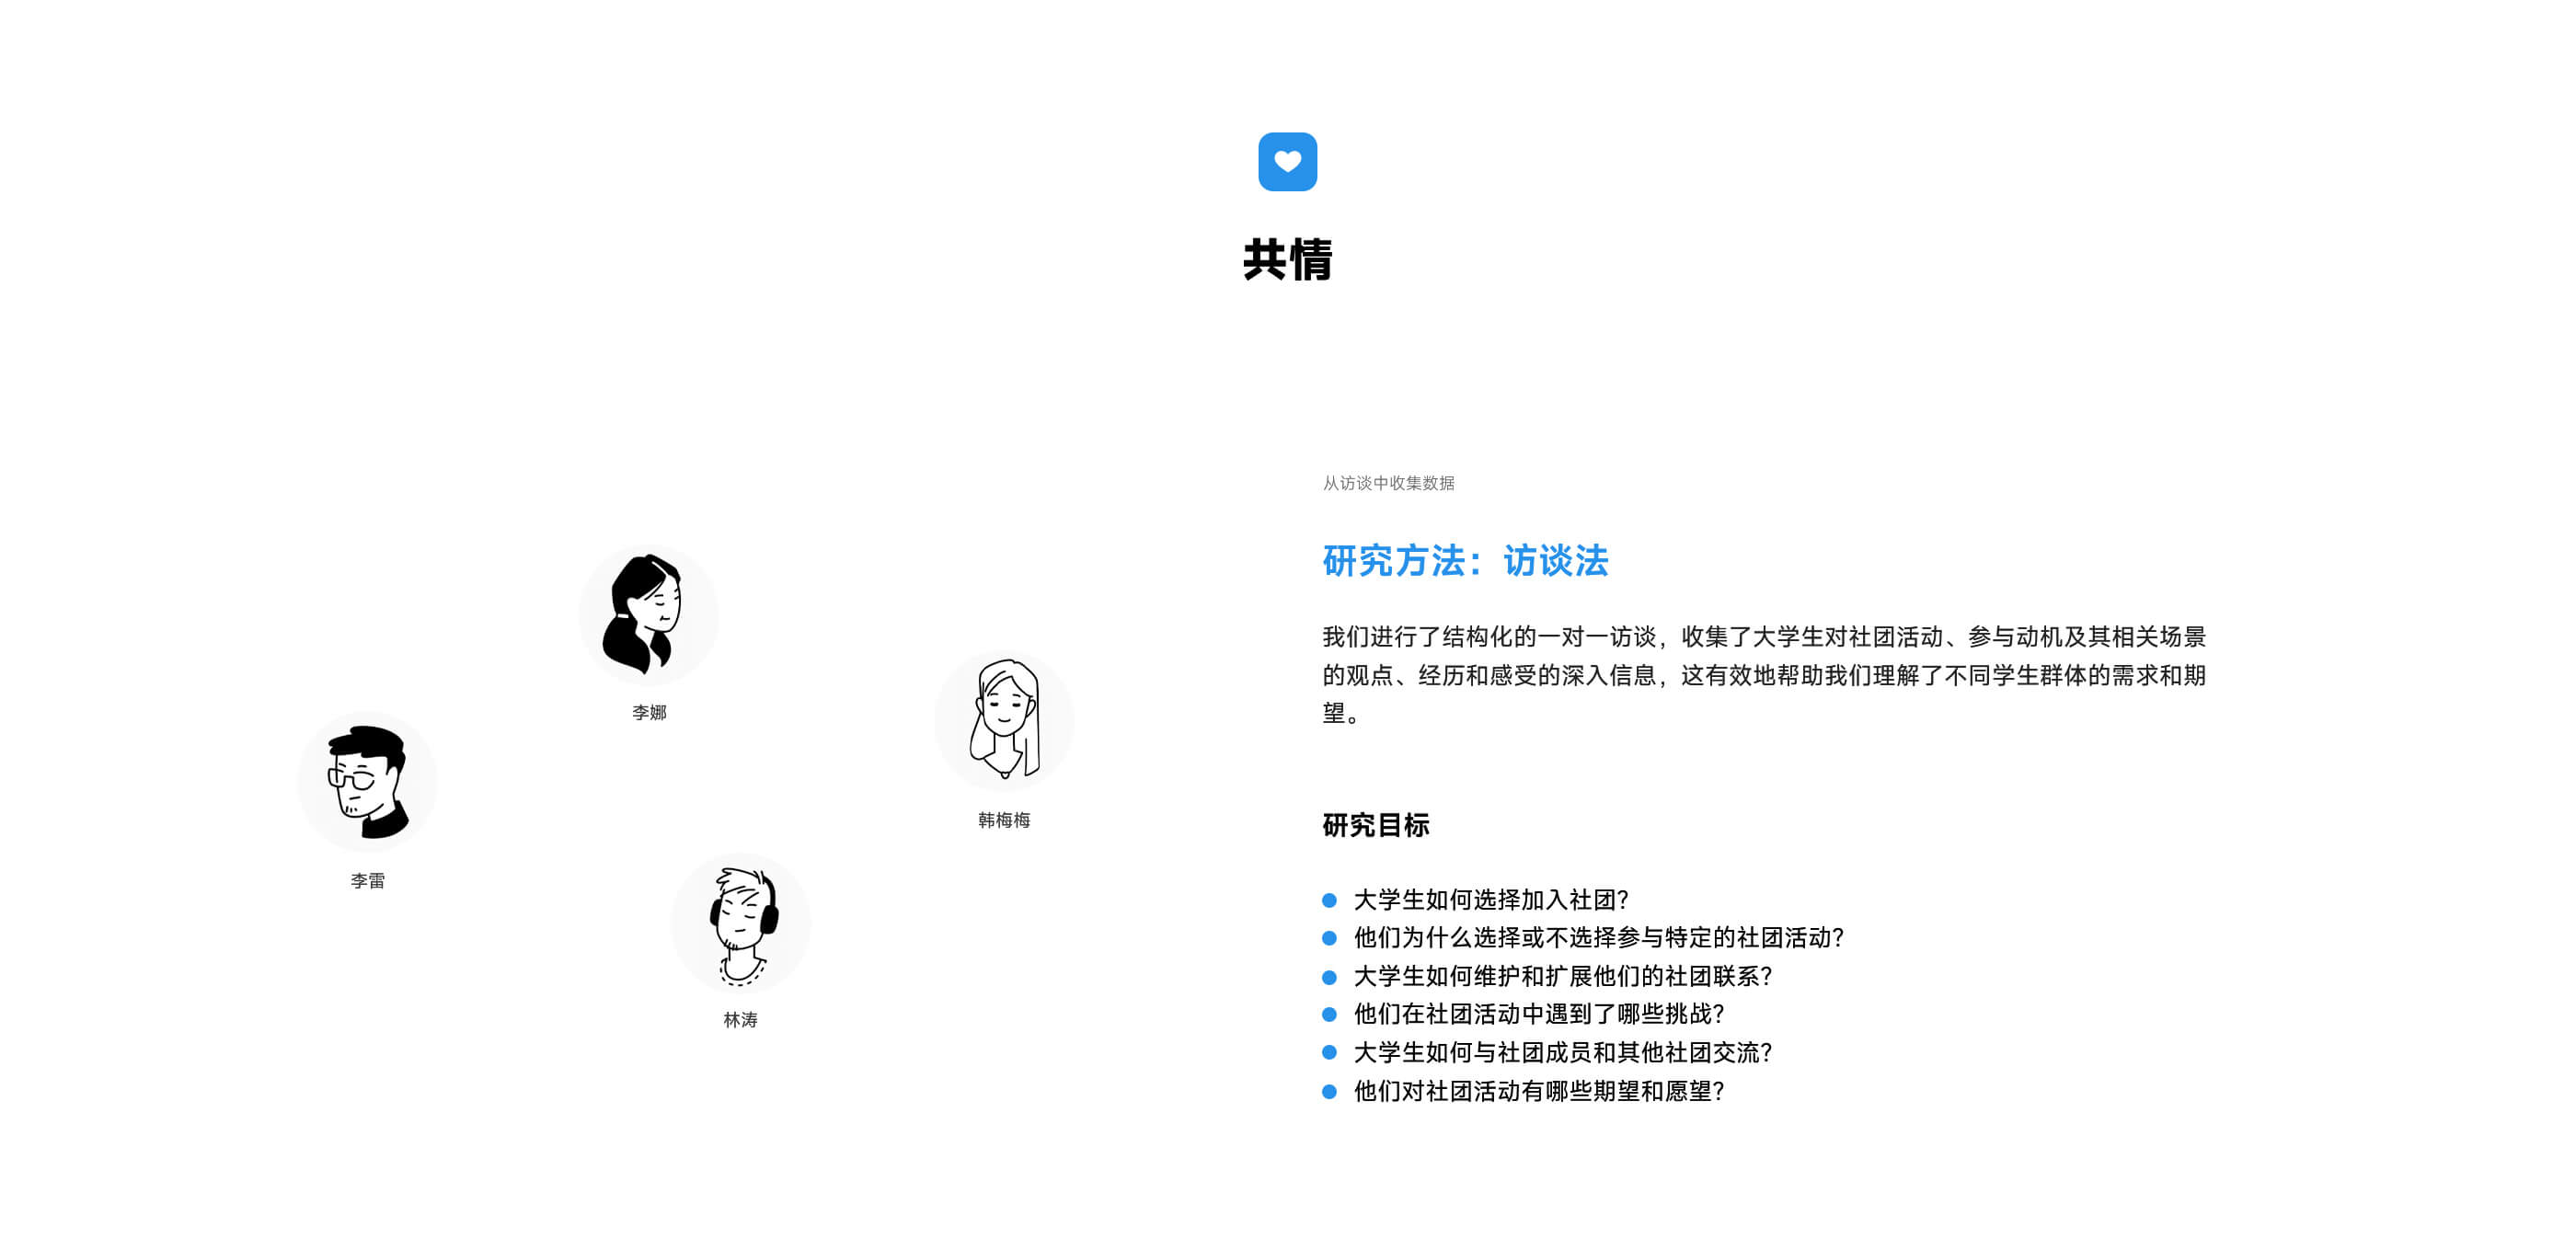 共情
李娜
韩梅梅
李雷
林涛
从访谈中收集数据
研究方法：访谈法
我们进行了结构化的一对一访谈，收集了大学生对社团活动、参与动机及其相关场景
的观点、经历和感受的深入信息，这有效地帮助我们理解了不同学生群体的需求和期
望。
研究目标
大学生如何选择加入社团？
他们为什么选择或不选择参与特定的社团活动？
大学生如何维护和扩展他们的社团联系？
他们在社团活动中遇到了哪些挑战？
大学生如何与社团成员和其他社团交流？
他们对社团活动有哪些期望和愿望？